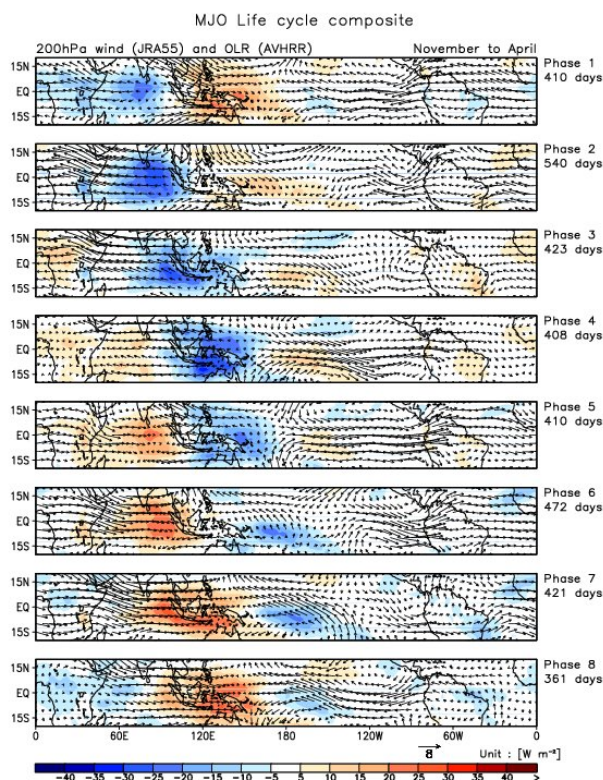 MJO Life cycle composite
200hPa wind (JRA55) and OLR (AVHRR) November to April
15N
EQ
15S
Phase 1
410 days
15N
EQ
15S
Phase 2
540 days
15N
EQ
15S
Phase 3
423 days
15N
EQ
15S
Phase 4
408 days
15N
EQ
15S
Phase 5
410 days
15N
EQ
15S
Phase 6
472 days
15N
EQ
15S
Phase 7
421 days
15N
EQ
15S
Phase 8
361 days
0 60E 120E 180 120W 60W 0
8 Unit : [W m⁻²]
-40 -35 -30 -25 -20 -15 -10 -5 5 10 15 20 25 30 35 40